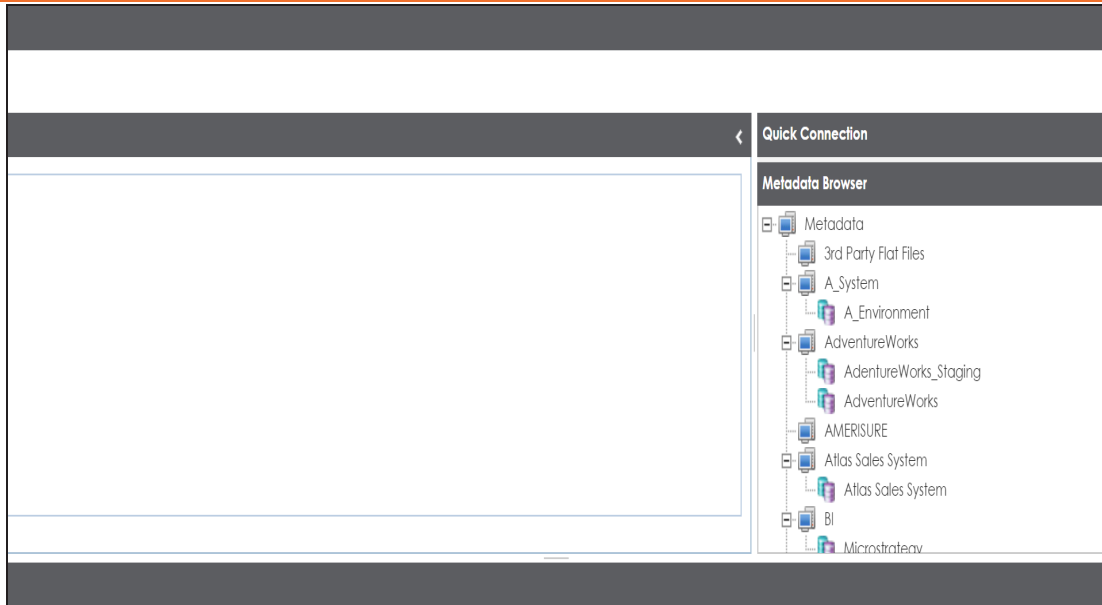 Quick Connection
Metadata Browser
Metadata
3rd Party Flat Files
A_System
A_Environment
AdventureWorks
AdentureWorks_Staging
AdventureWorks
AMERISURE
Atlas Sales System
Atlas Sales System
BI
Microstrategy